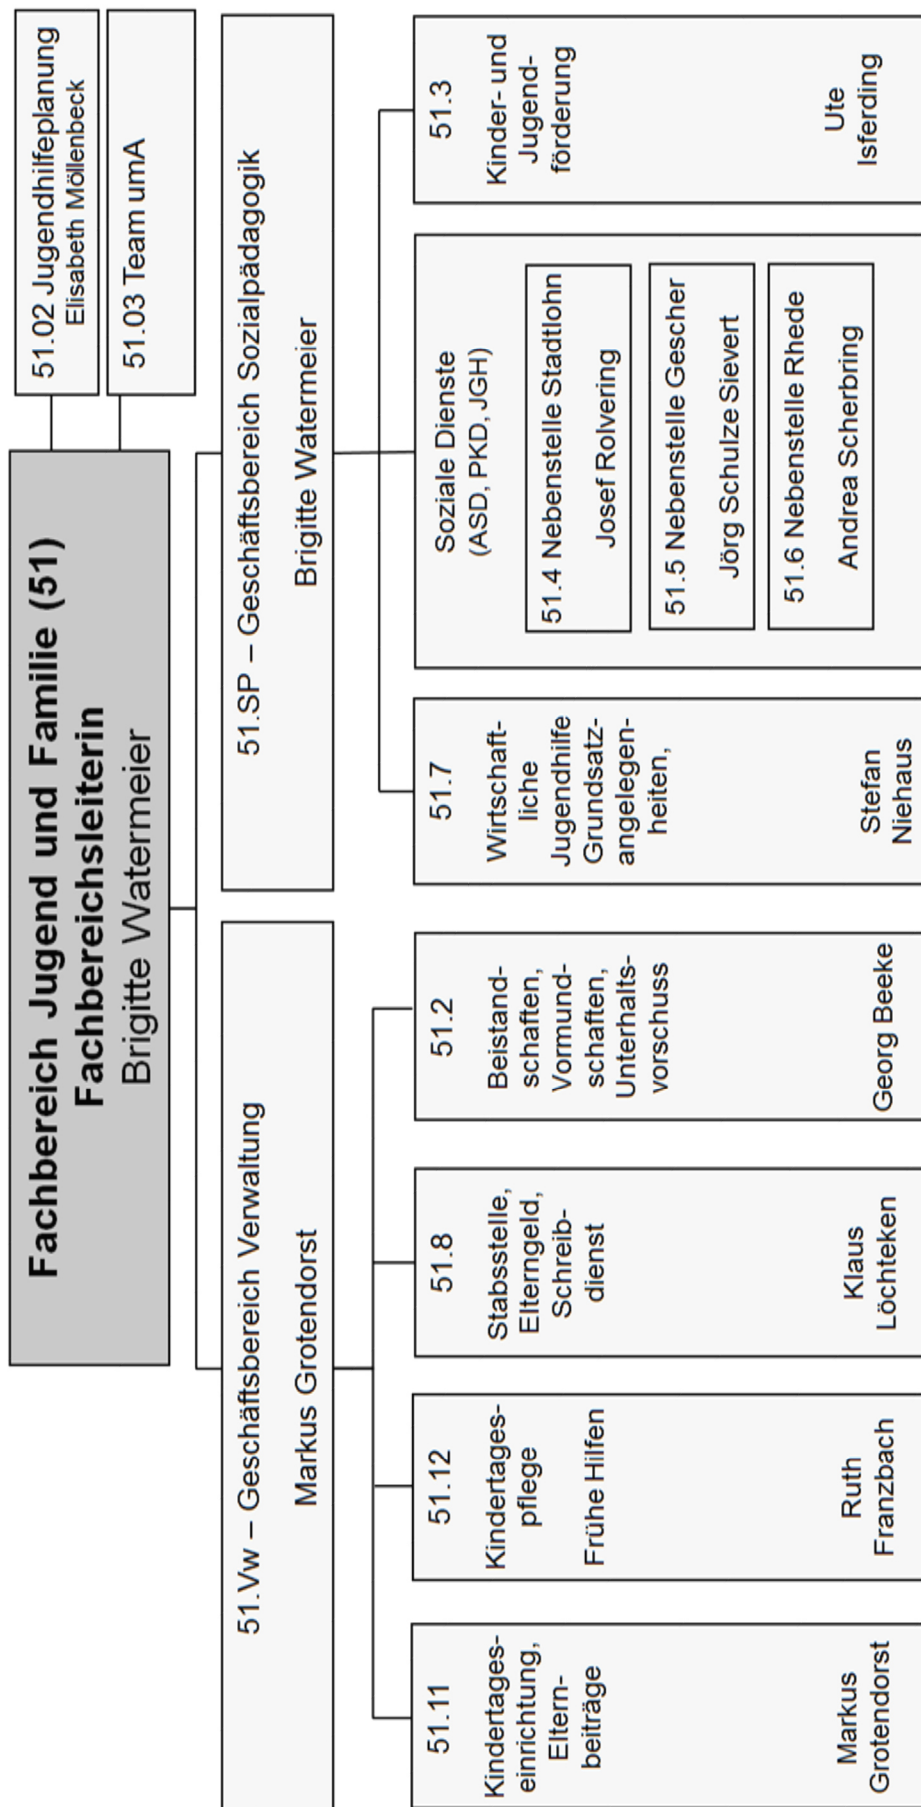 Fachbereich Jugend und Familie (51)
Fachbereichsleiterin
Brigitte Watermeier
51.02 Jugendhilfeplanung
Elisabeth Möllenbeck
51.03 Team umA
51.Vw – Geschäftsbereich Verwaltung
Markus Grotendorst
51.SP – Geschäftsbereich Sozialpädagogik
Brigitte Watermeier
51.11
Kindertages-
einrichtung,
Eltern-
beiträge
Markus
Grotendorst
51.12
Kindertages-
pflege
Frühe Hilfen
Ruth
Franzbach
51.8
Stabsstelle,
Elterngeld,
Schreib-
dienst
Klaus
Löchteken
51.2
Beistand-
schaften,
Vormund-
schaften,
Unterhalts-
vorschuss
Georg Beeke
51.7
Wirtschaft-
liche
Jugendhilfe
Grundsatz-
angelegen-
heiten,
Stefan
Niehaus
Soziale Dienste
(ASD, PKD, JGH)
51.4 Nebenstelle Stadtlohn
Josef Rolvering
51.5 Nebenstelle Gescher
Jörg Schulze Sievert
51.6 Nebenstelle Rhede
Andrea Scherbring
51.3
Kinder- und
Jugend-
förderung
Ute
Isferding